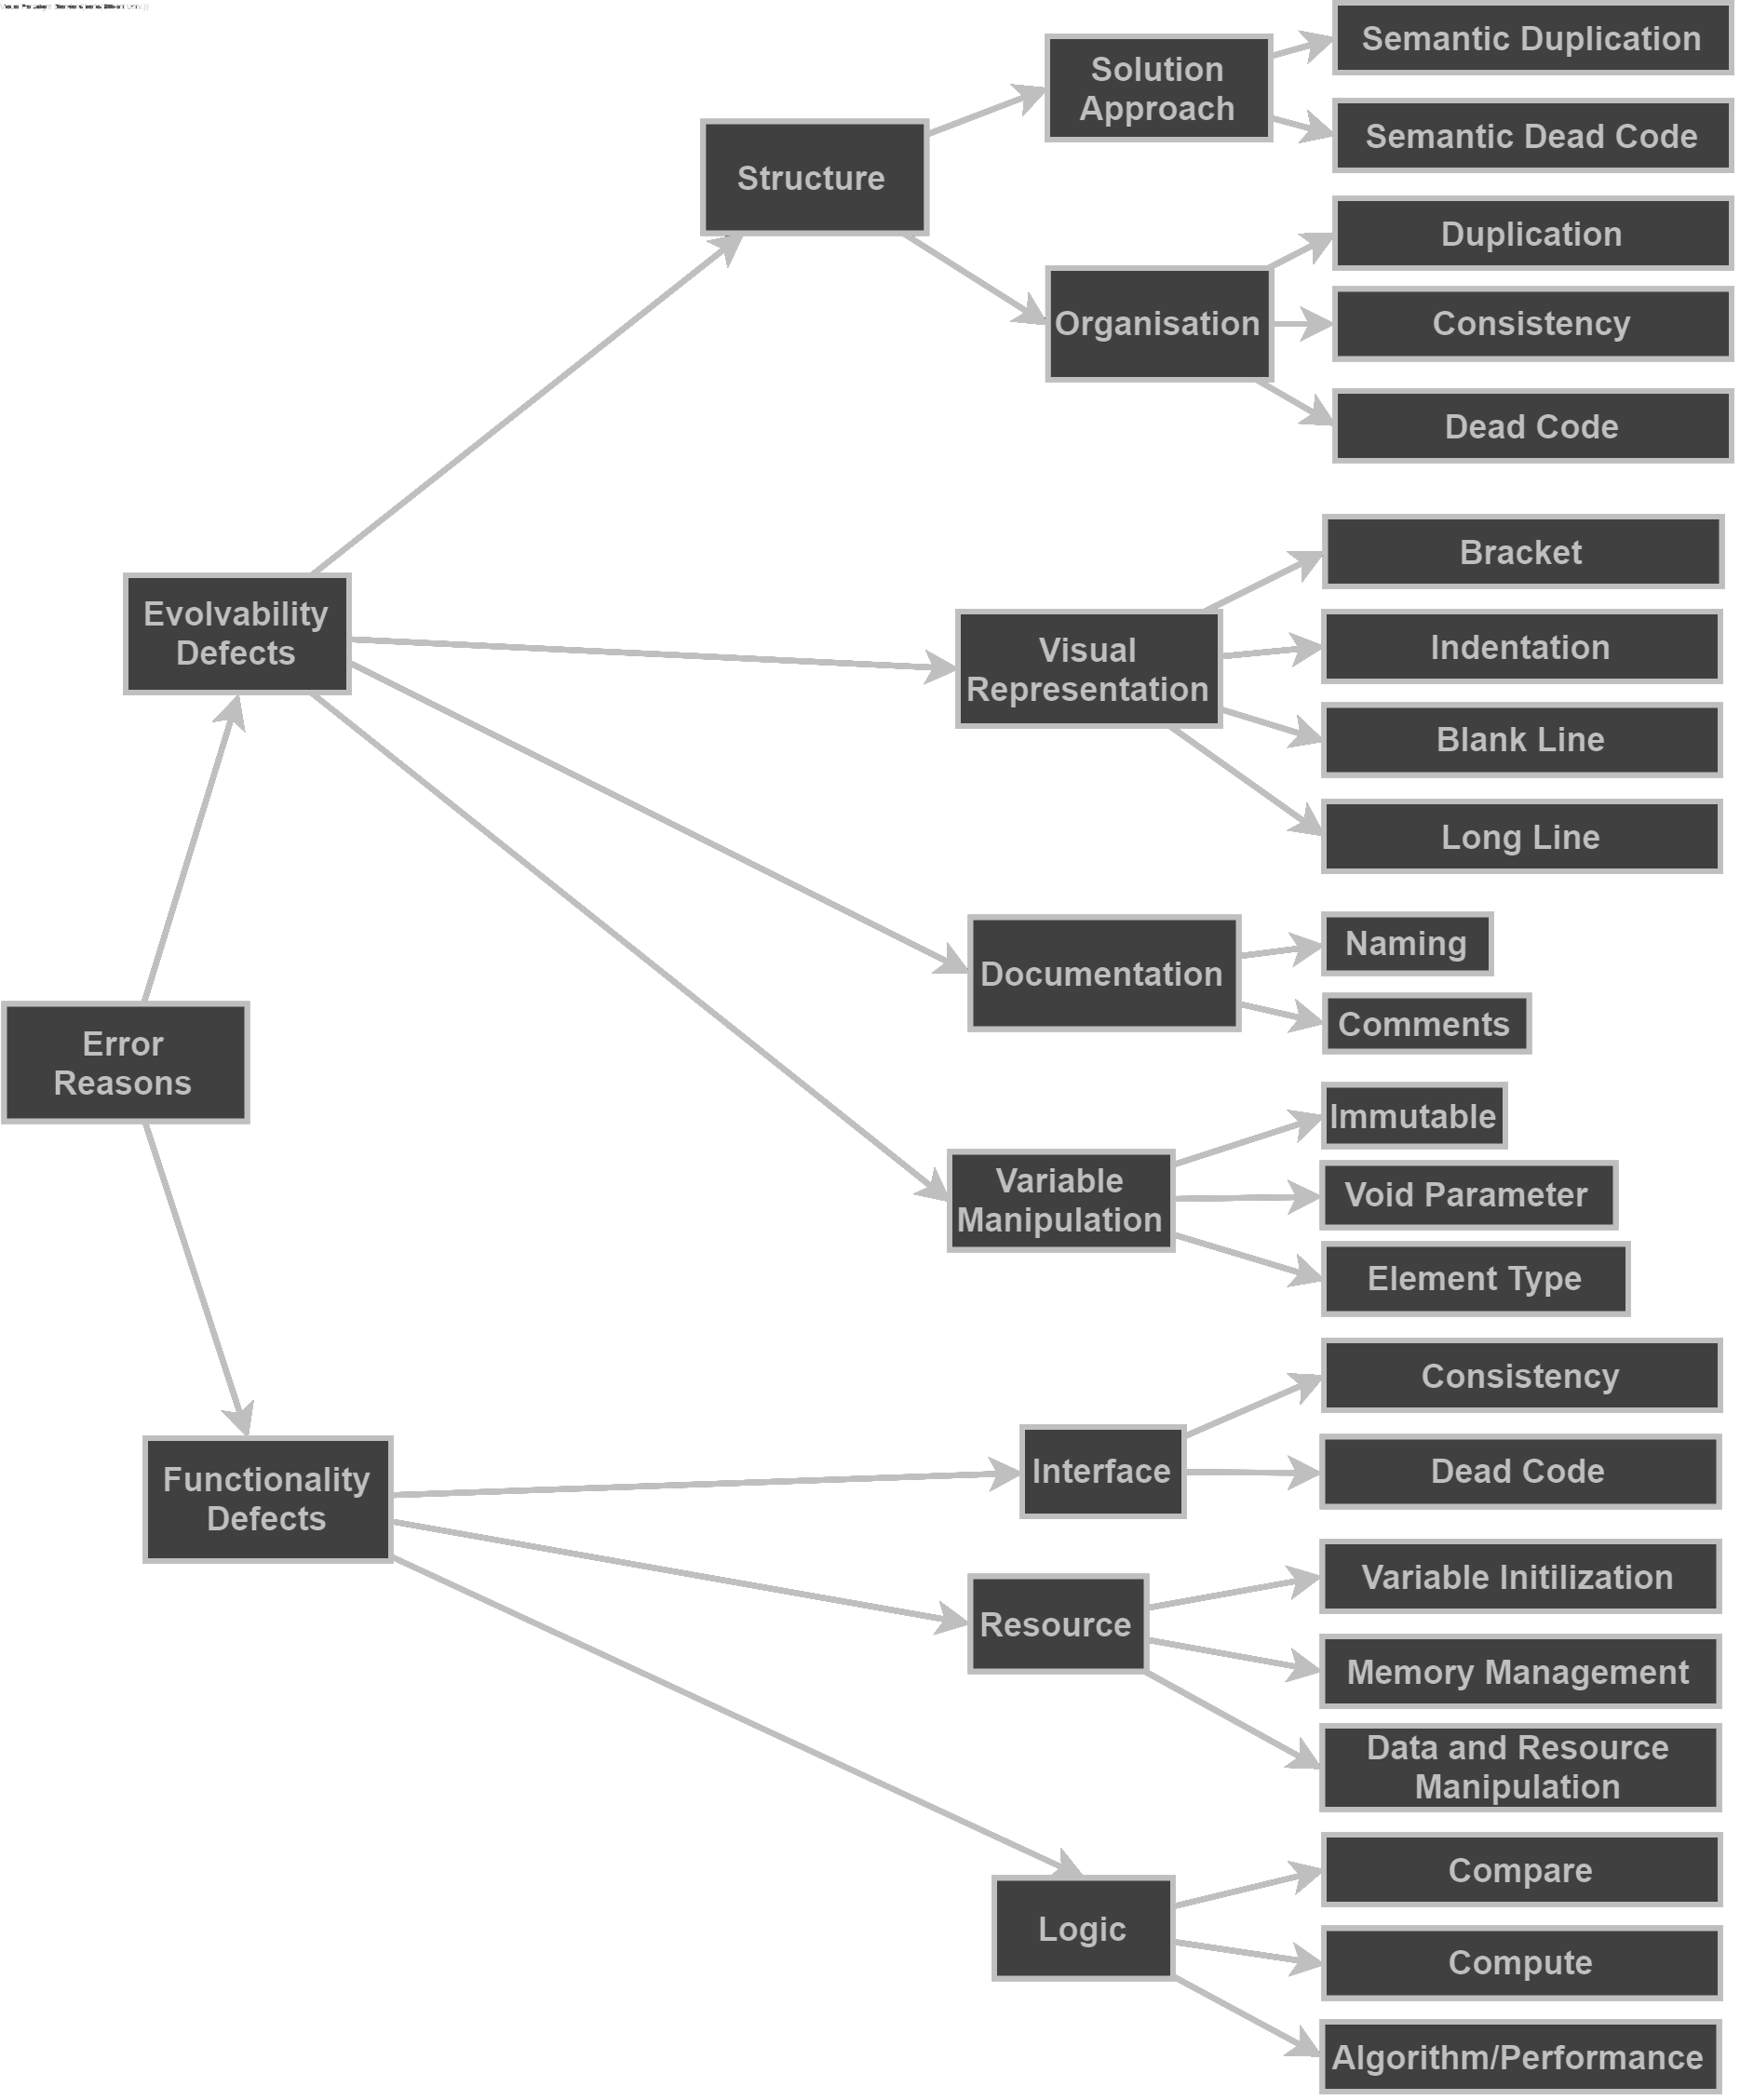 Semantic Duplication
Solution
Approach
Semantic Dead Code
Structure
Duplication
Organisation
Consistency
Dead Code
Bracket
Evolvability
Defects
Visual
Representation
Indentation
Blank Line
Long Line
Naming
Documentation
Comments
Error
Reasons
Immutable
Variable
Manipulation
Void Parameter
Element Type
Consistency
Interface
Dead Code
Functionality
Defects
Variable Initilization
Resource
Memory Management
Data and Resource
Manipulation
Compare
Logic
Compute
Algorithm/Performance